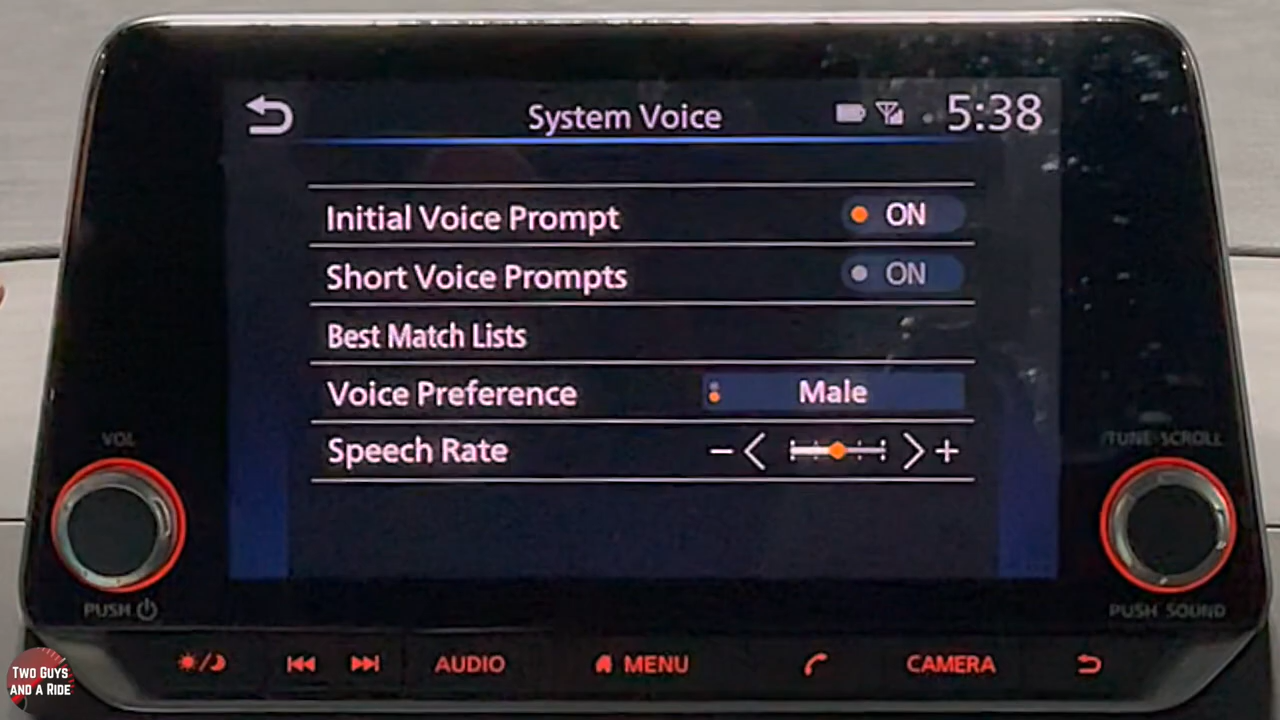 System Voice
5:38
Initial Voice Prompt ON
Short Voice Prompts ON
Best Match Lists
Voice Preference Male
Speech Rate − +
VOL
TUNE·SCROLL
PUSH
PUSH SOUND
AUDIO
MENU
CAMERA
TWO GUYS
AND A RIDE